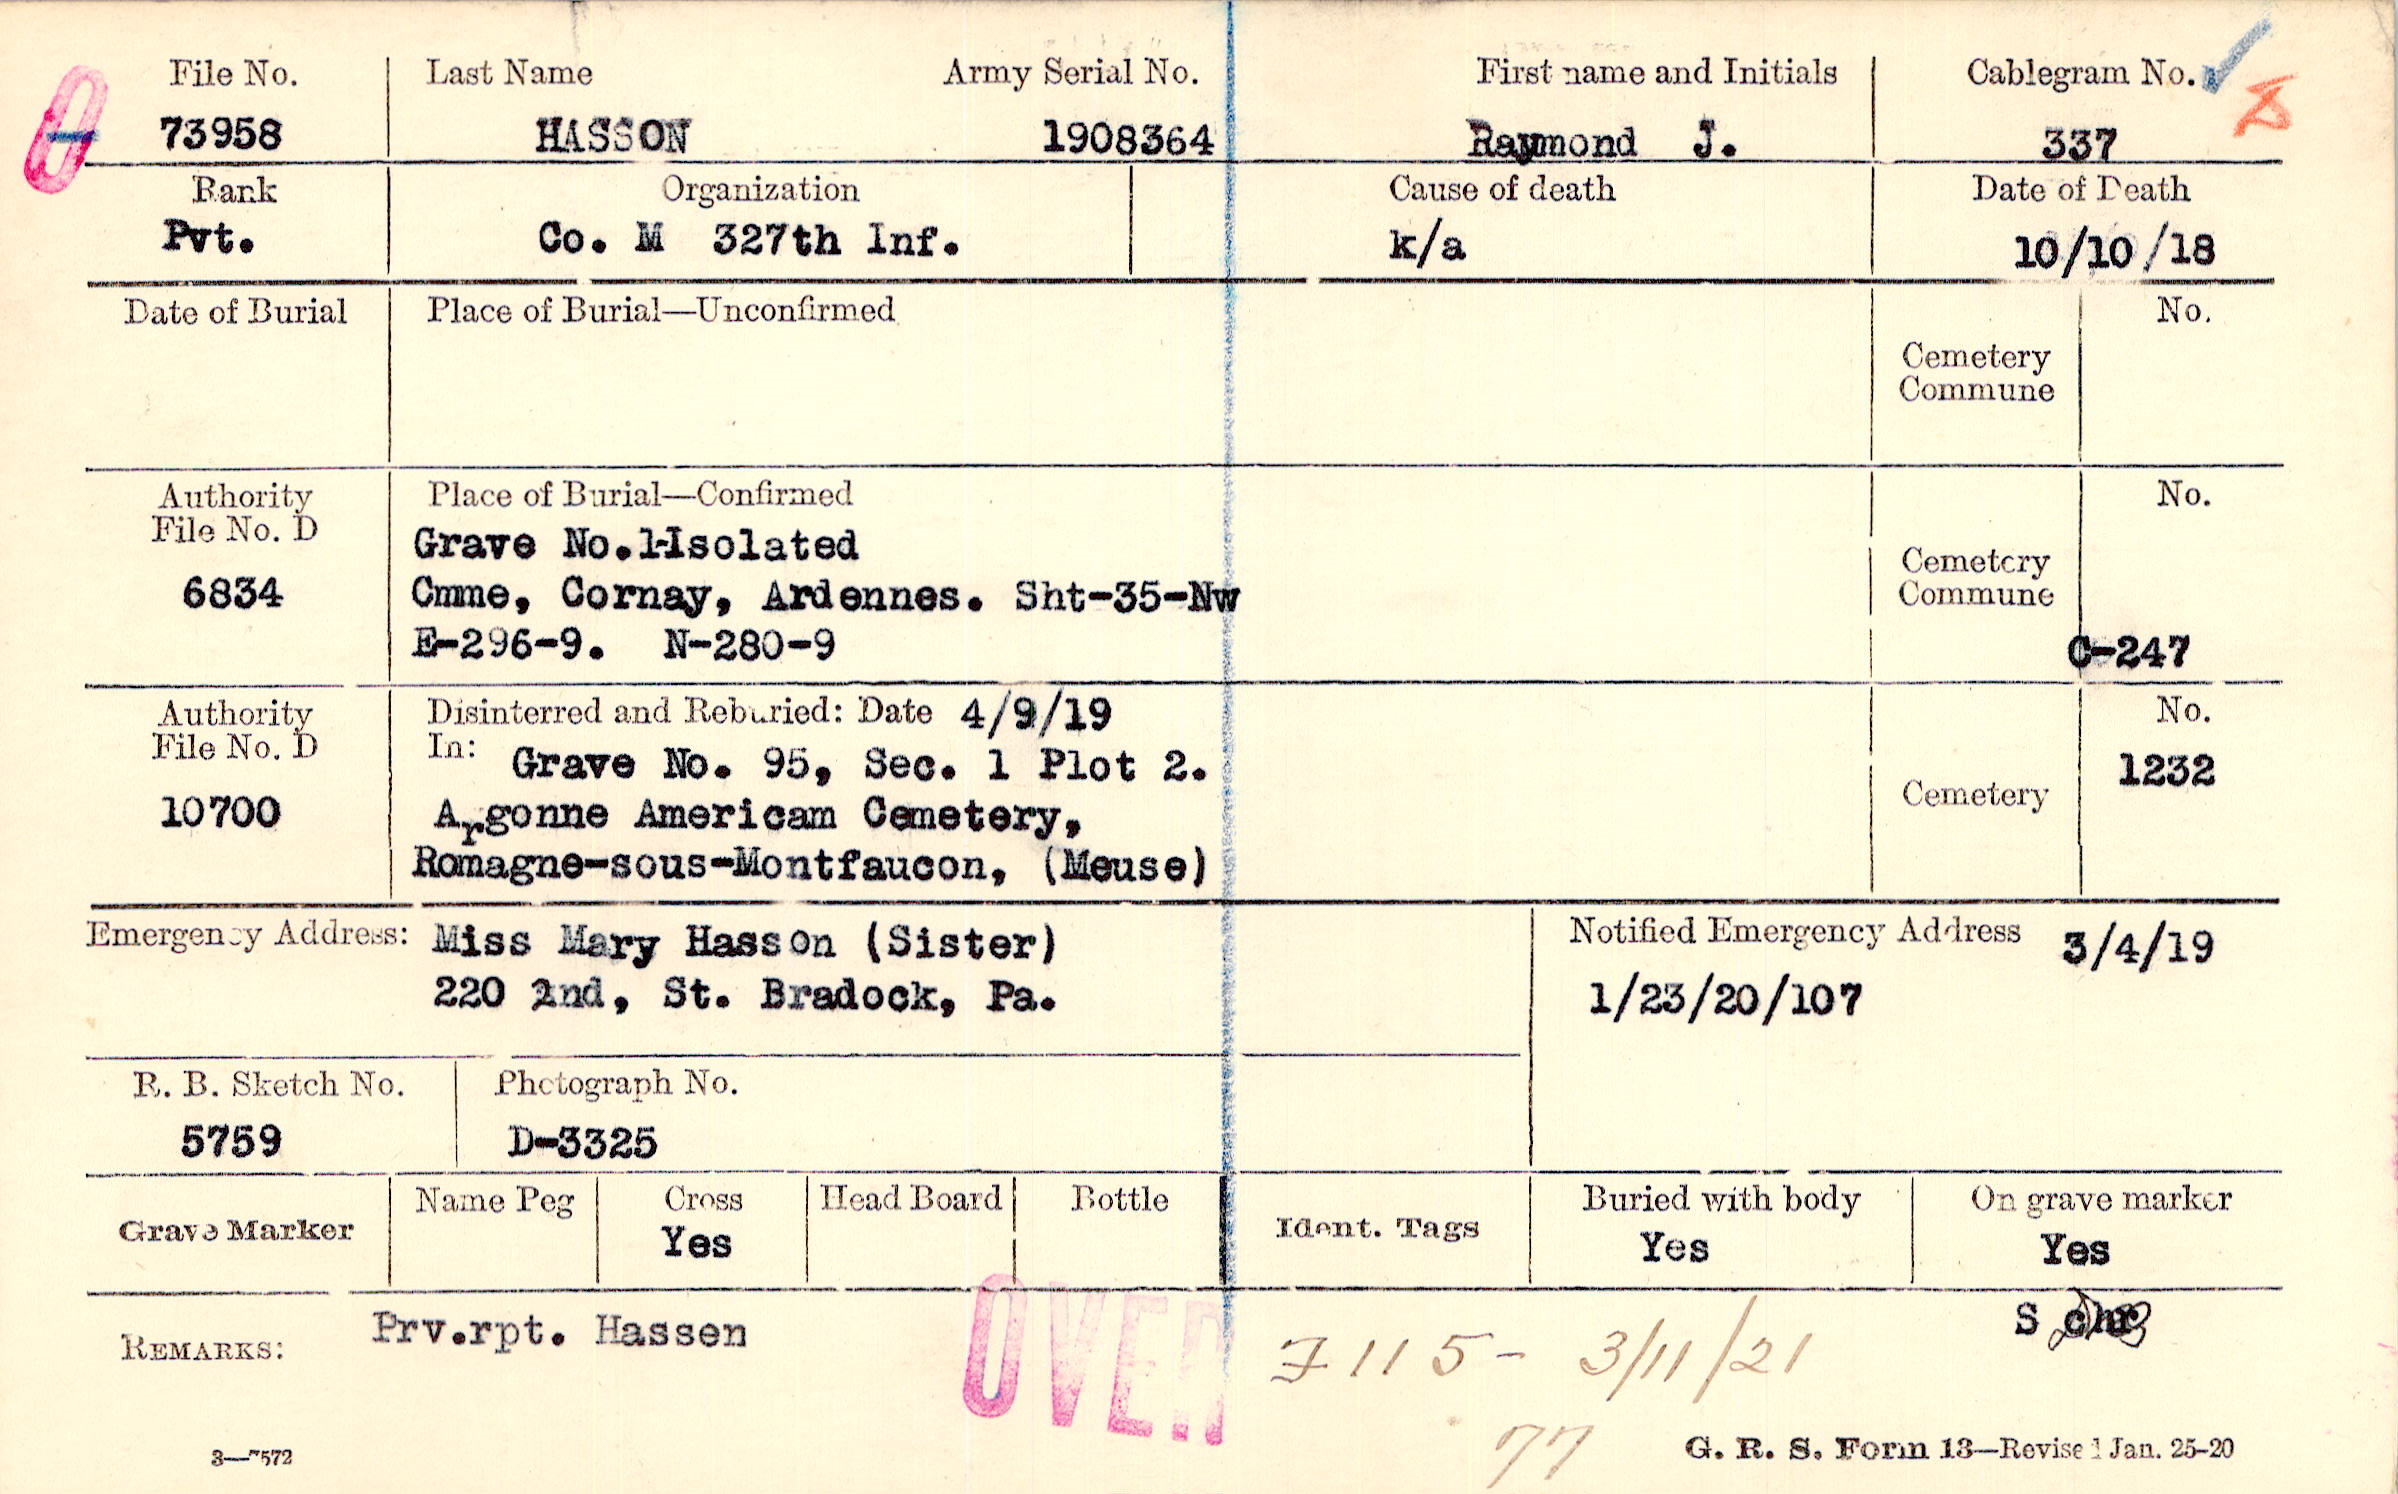 File No. Last Name Army Serial No. First name and Initials Cablegram No.
73958 HASSON 1908364 Raymond J. 337
Rank Organization Cause of death Date of Death
Pvt. Co. M 327th Inf. k/a 10/10/18
Date of Burial Place of Burial—Unconfirmed No.
Cemetery
Commune
Authority Place of Burial—Confirmed No.
File No. D
Grave No.1-Isolated
6834 Cmne, Cornay, Ardennes. Sht-35-Nw Cemetery
Commune
E-296-9. N-280-9 C-247
Authority Disinterred and Reburied: Date 4/9/19 No.
File No. D In: Grave No. 95, Sec. 1 Plot 2. 1232
10700 Argonne Americam Cemetery, Cemetery
Romagne-sous-Montfaucon, (Meuse)
Emergency Address: Miss Mary Hasson (Sister) Notified Emergency Address 3/4/19
220 2nd, St. Bradock, Pa. 1/23/20/107
R. B. Sketch No. Photograph No.
5759 D-3325
Grave Marker Name Peg Cross Head Board Bottle Ident. Tags Buried with body On grave marker
Yes Yes Yes
REMARKS: Prv.rpt. Hassen OVER 115- 3/11/21 S
77
3—7572 G. R. S. Form 13—Revised Jan. 25-20